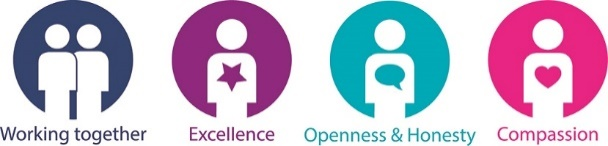 Working together
Excellence
Openness & Honesty
Compassion